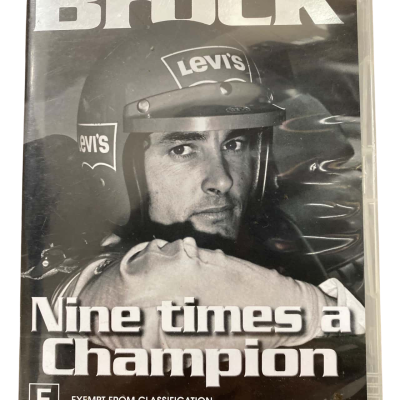 Brock
LEVI'S
LEVI'S
Nine times a
Champion
E
EXEMPT FROM CLASSIFICATION